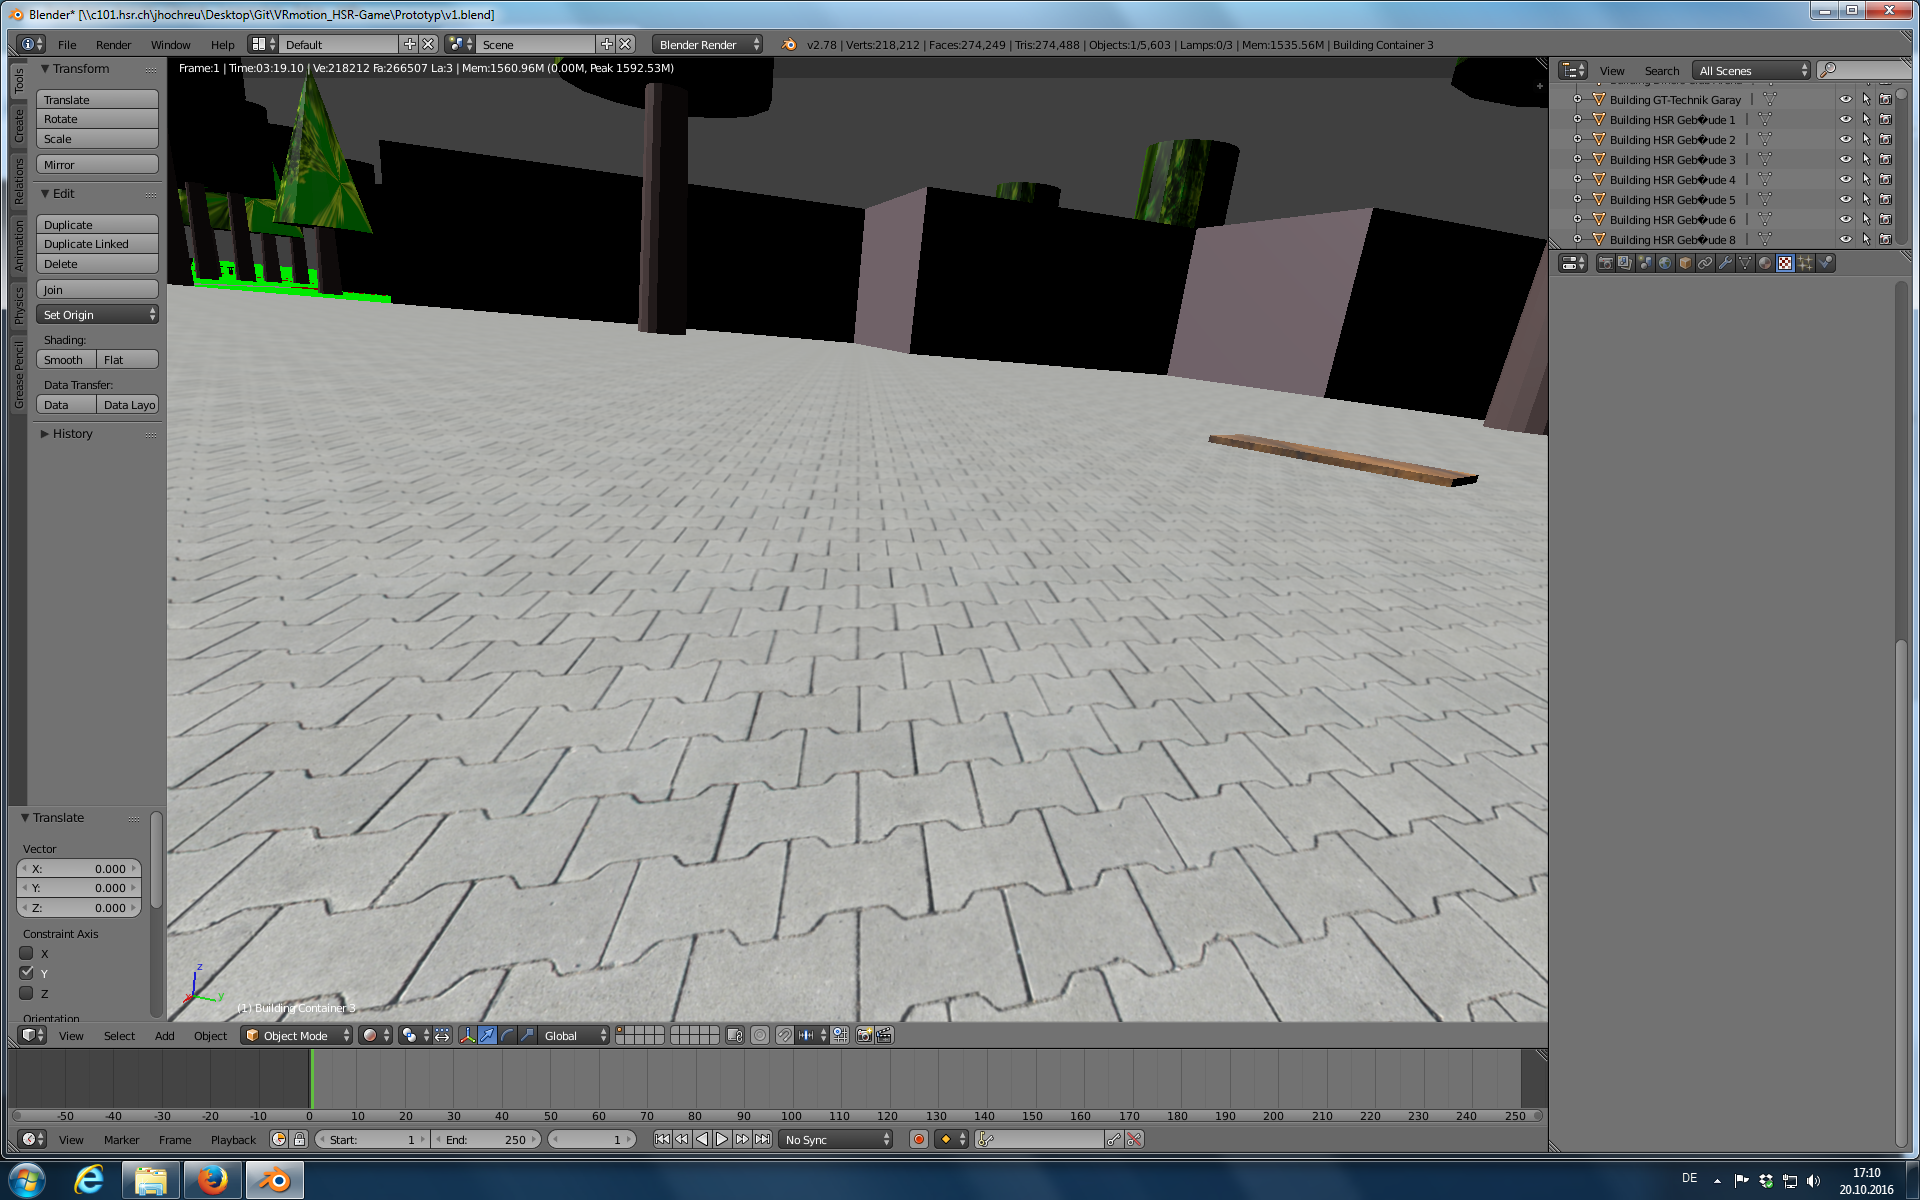 Blender* [\\c101.hsr.ch\jhochreu\Desktop\Git\VRmotion_HSR-Game\Prototyp\v1.blend]
File Render Window Help Default Scene Blender Render v2.78 | Verts:218,212 | Faces:274,249 | Tris:274,488 | Objects:1/5,603 | Lamps:0/3 | Mem:1535.56M | Building Container 3
Frame:1 | Time:03:19.10 | Ve:218212 Fa:266507 La:3 | Mem:1560.96M (0.00M, Peak 1592.53M)
Tools
Create
Relations
Animation
Physics
Grease Pencil
Transform
Translate
Rotate
Scale
Mirror
Edit
Duplicate
Duplicate Linked
Delete
Join
Set Origin
Shading:
Smooth Flat
Data Transfer:
Data Data Layo
History
Translate
Vector
X: 0.000
Y: 0.000
Z: 0.000
Constraint Axis
X
Y
Z
Orientation
View Search All Scenes
Building GT-Technik Garay
Building HSR Geb�ude 1
Building HSR Geb�ude 2
Building HSR Geb�ude 3
Building HSR Geb�ude 4
Building HSR Geb�ude 5
Building HSR Geb�ude 6
Building HSR Geb�ude 8
z
x y
(1) Building Container 3
View Select Add Object Object Mode Global
-50 -40 -30 -20 -10 0 10 20 30 40 50 60 70 80 90 100 110 120 130 140 150 160 170 180 190 200 210 220 230 240 250
View Marker Frame Playback Start: 1 End: 250 1 No Sync
DE
17:10
20.10.2016